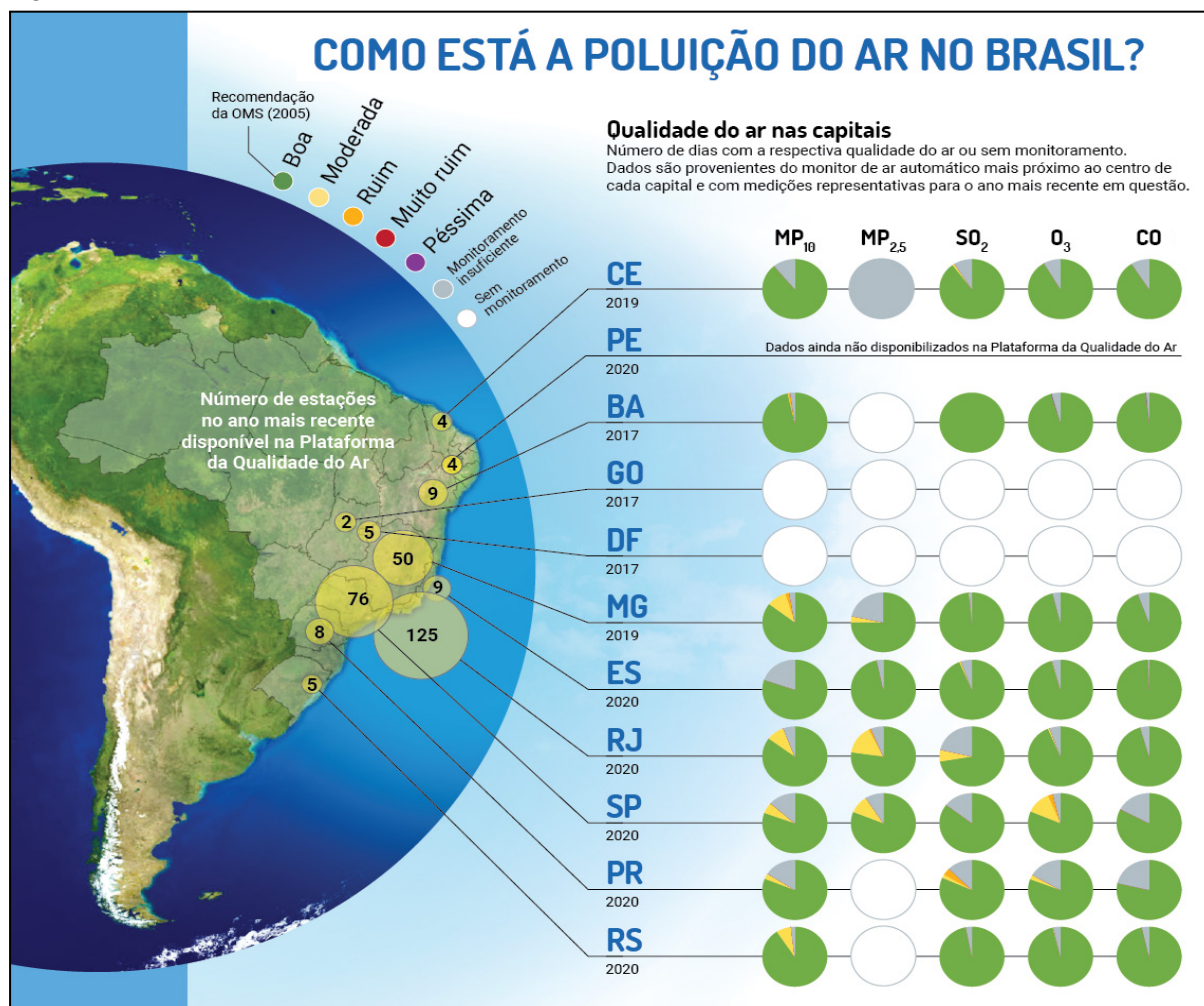 COMO ESTÁ A POLUIÇÃO DO AR NO BRASIL?
Recomendação
da OMS (2005)
Boa
Moderada
Ruim
Muito ruim
Péssima
Monitoramento
insuficiente
Sem
monitoramento
Qualidade do ar nas capitais
Número de dias com a respectiva qualidade do ar ou sem monitoramento.
Dados são provenientes do monitor de ar automático mais próximo ao centro de
cada capital e com medições representativas para o ano mais recente em questão.
MP10 MP2,5 SO2 O3 CO
Número de estações
no ano mais recente
disponível na Plataforma
da Qualidade do Ar
4
4
9
2
5
50
9
76
125
8
5
CE
2019
PE
2020
Dados ainda não disponibilizados na Plataforma da Qualidade do Ar
BA
2017
GO
2017
DF
2017
MG
2019
ES
2020
RJ
2020
SP
2020
PR
2020
RS
2020